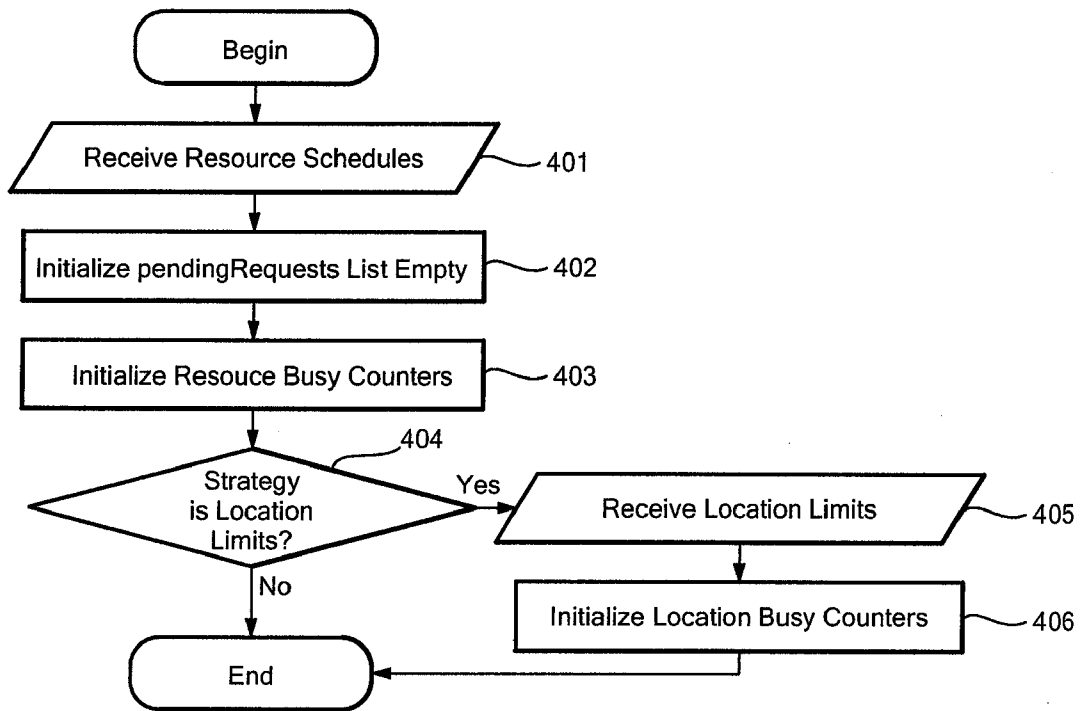 Begin
Receive Resource Schedules
401
Initialize pendingRequests List Empty
402
Initialize Resouce Busy Counters
403
404
Strategy
is Location
Limits?
Yes
Receive Location Limits
405
No
Initialize Location Busy Counters
406
End